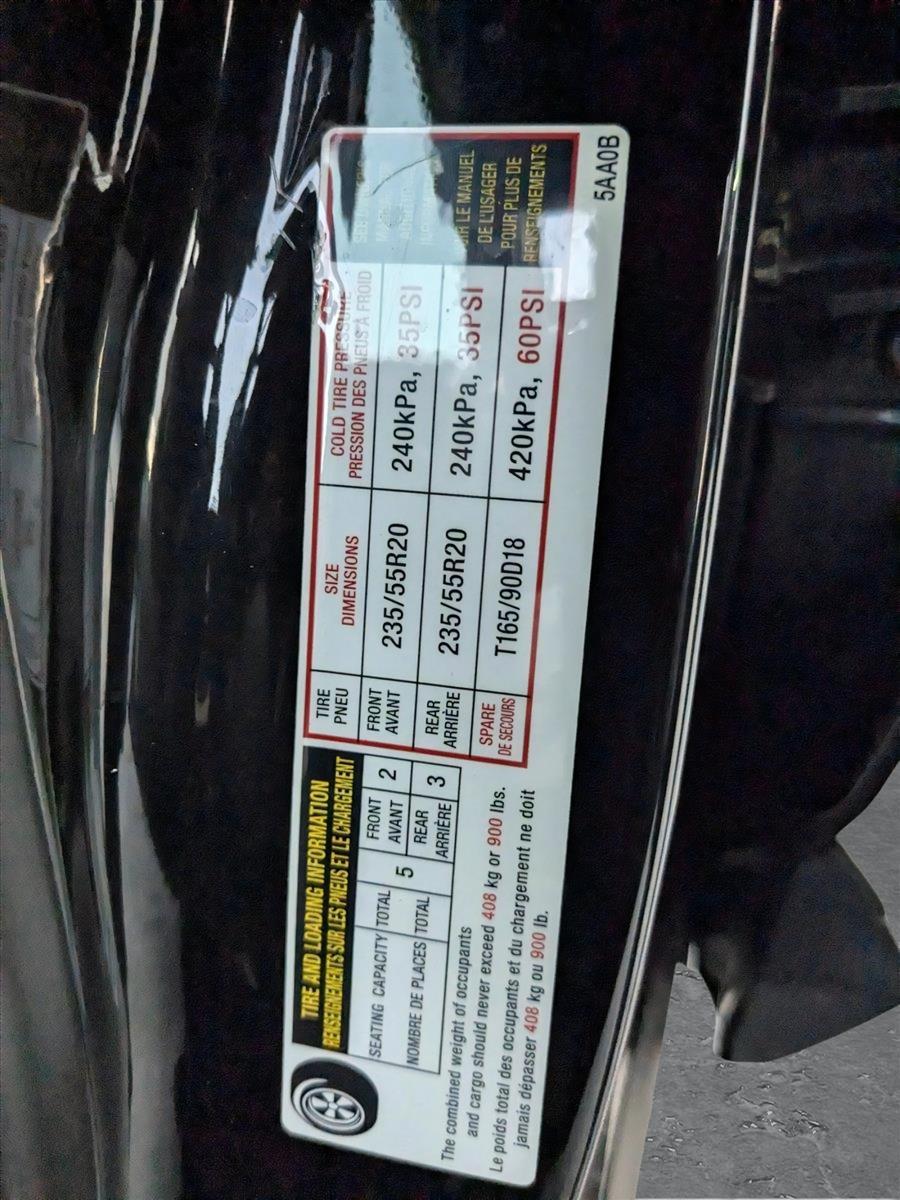 TIRE AND LOADING INFORMATION
RENSEIGNEMENTS SUR LES PNEUS ET LE CHARGEMENT
SEATING CAPACITY
NOMBRE DE PLACES
TOTAL
TOTAL
5
FRONT
AVANT
2
REAR
ARRIÈRE
3
The combined weight of occupants
and cargo should never exceed 408 kg or 900 lbs.
Le poids total des occupants et du chargement ne doit
jamais dépasser 408 kg ou 900 lb.
TIRE
PNEU
SIZE
DIMENSIONS
COLD TIRE PRESSURE
PRESSION DES PNEUS À FROID
FRONT
AVANT
235/55R20
240kPa, 35PSI
REAR
ARRIÈRE
235/55R20
240kPa, 35PSI
SPARE
DE SECOURS
T165/90D18
420kPa, 60PSI
SEE
LE MANUEL
DE L'USAGER
POUR PLUS DE
RENSEIGNEMENTS
5AA0B